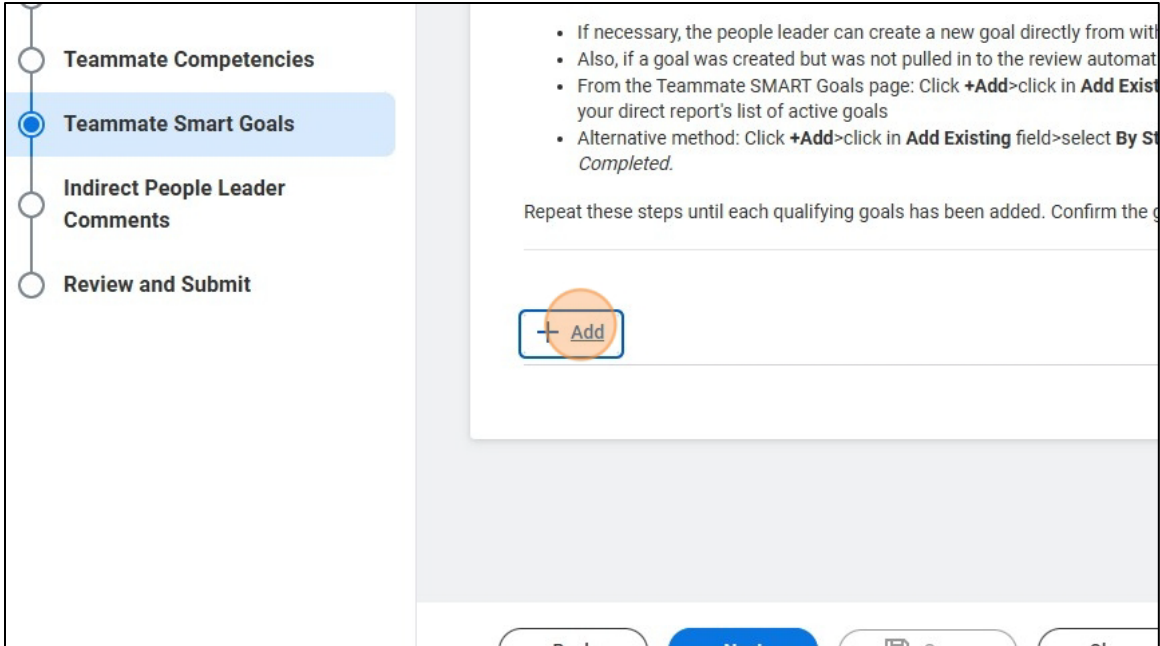 Teammate Competencies
Teammate Smart Goals
Indirect People Leader
Comments
Review and Submit
If necessary, the people leader can create a new goal directly from
Also, if a goal was created but was not pulled in to the review
From the Teammate SMART Goals page: Click +Add>click in Add
your direct report's list of active goals
Alternative method: Click +Add>click in Add Existing field>select By
Completed.
Repeat these steps until each qualifying goals has been added. Confirm the
+ Add